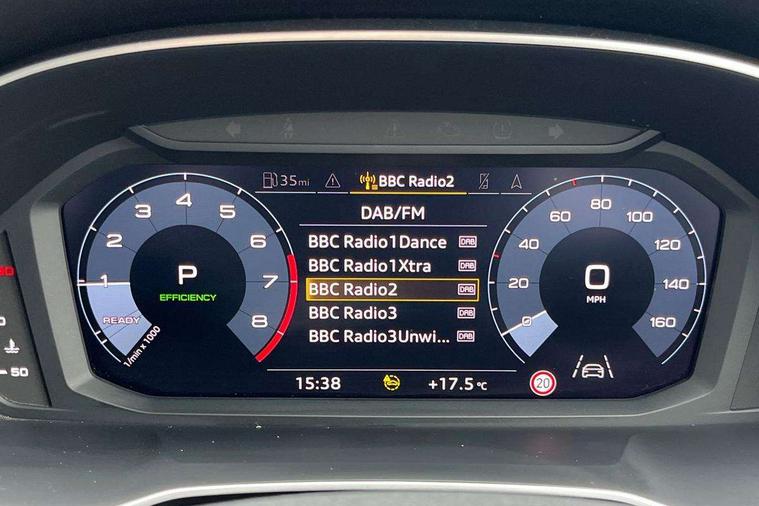 35mi
BBC Radio2
DAB/FM
BBC Radio1Dance DAB
BBC Radio1Xtra DAB
BBC Radio2 DAB
BBC Radio3 DAB
BBC Radio3Unwi... DAB
READY
1
2
3
4
5
6
7
8
1/min x 1000
P
EFFICIENCY
0
20
40
60
80
100
120
140
160
0
MPH
15:38
+17.5 °C
20
50